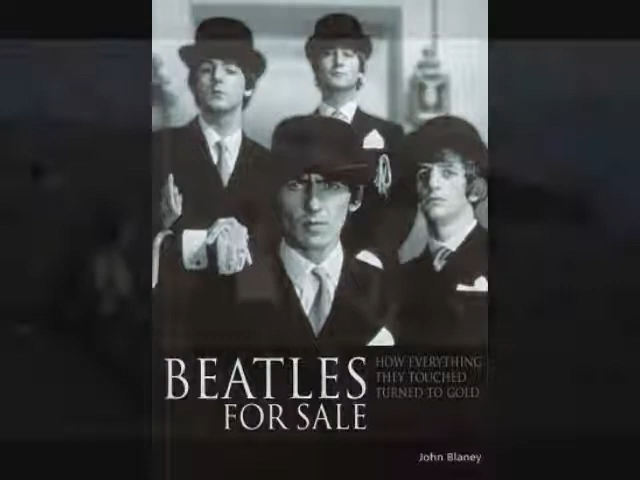 BEATLES
FOR SALE
HOW EVERYTHING
THEY TOUCHED
TURNED TO GOLD
John Blaney